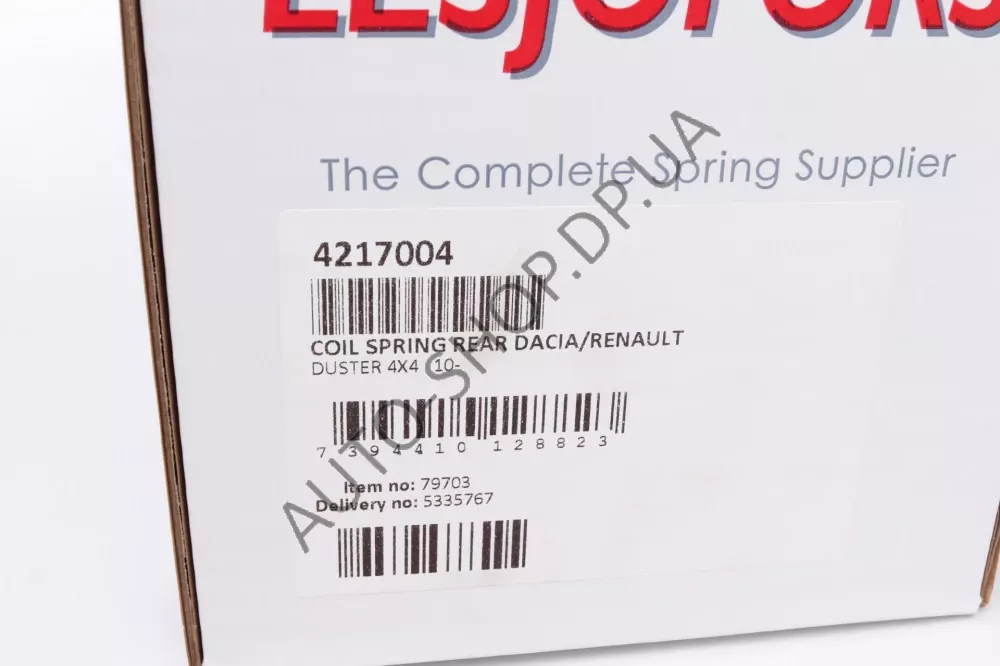 LESJÖFORS
The Complete Spring Supplier
4217004
COIL SPRING REAR DACIA/RENAULT
DUSTER 4X4 10-
7 394410 128823
Item no: 79703
Delivery no: 5335767
AUTO-SHOP.DP.UA